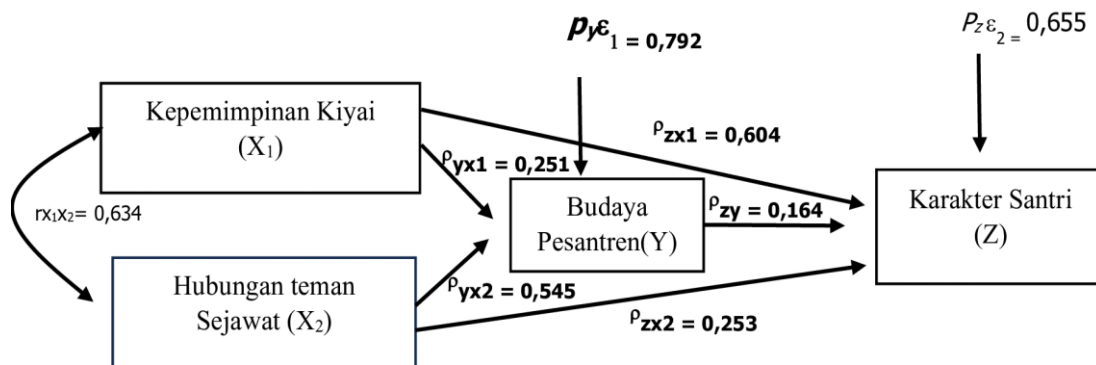 pyε1 = 0,792
Pzε2 = 0,655
Kepemimpinan Kiyai
(X1)
ρzx1 = 0,604
ρyx1 = 0,251
rx1x2= 0,634
Budaya
Pesantren(Y)
ρzy = 0,164
Karakter Santri
(Z)
Hubungan teman
Sejawat (X2)
ρyx2 = 0,545
ρzx2 = 0,253